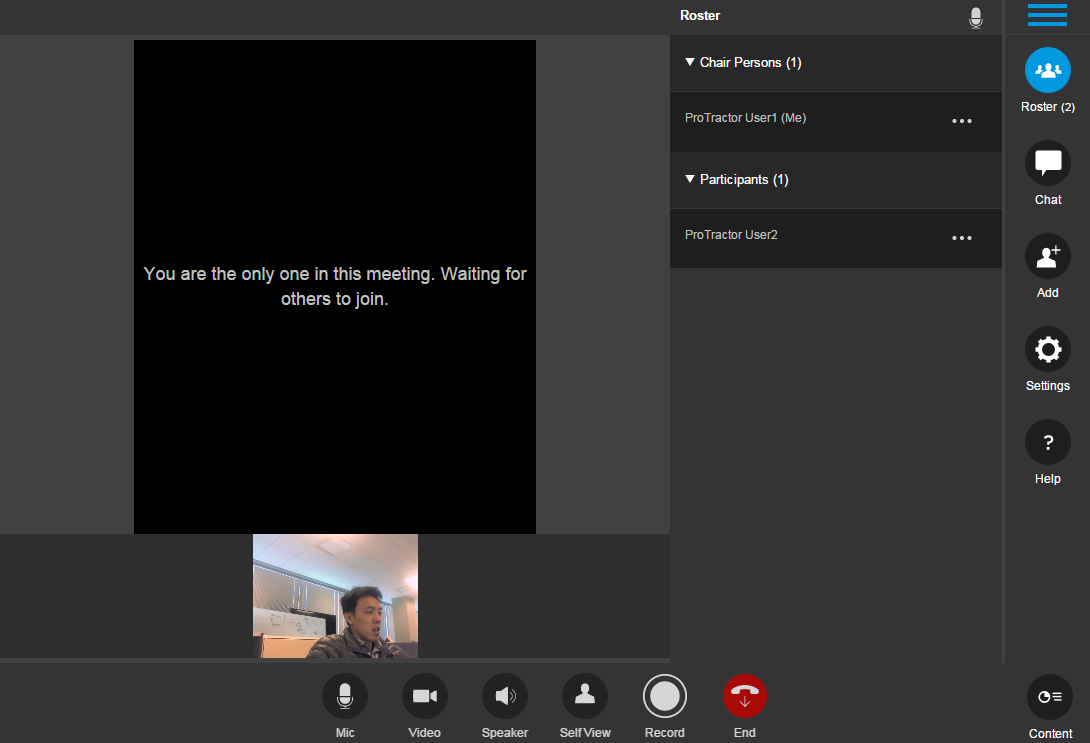 Roster
Chair Persons (1)
ProTractor User1 (Me)
Participants (1)
ProTractor User2
You are the only one in this meeting. Waiting for
others to join.
Roster (2)
Chat
Add
Settings
?
Help
Mic
Video
Speaker
Self View
Record
End
Content